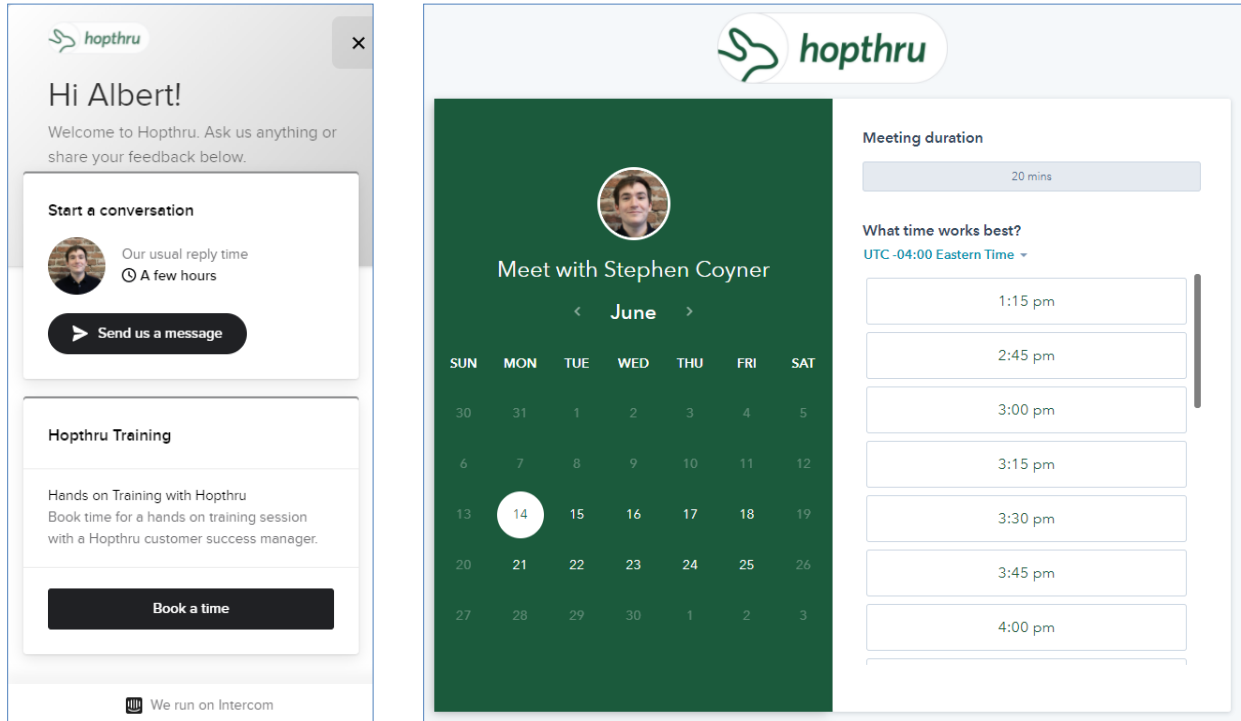 hopthru
Hi Albert!
Welcome to Hopthru. Ask us anything or
share your feedback below.
Start a conversation
Our usual reply time
A few hours
Send us a message
Hopthru Training
Hands on Training with Hopthru
Book time for a hands on training session
with a Hopthru customer success manager.
Book a time
We run on Intercom
hopthru
Meet with Stephen Coyner
June
SUN MON TUE WED THU FRI SAT
30 31 1 2 3 4 5
6 7 8 9 10 11 12
13 14 15 16 17 18 19
20 21 22 23 24 25 26
27 28 29 30 1 2 3
Meeting duration
20 mins
What time works best?
UTC -04:00 Eastern Time
1:15 pm
2:45 pm
3:00 pm
3:15 pm
3:30 pm
3:45 pm
4:00 pm